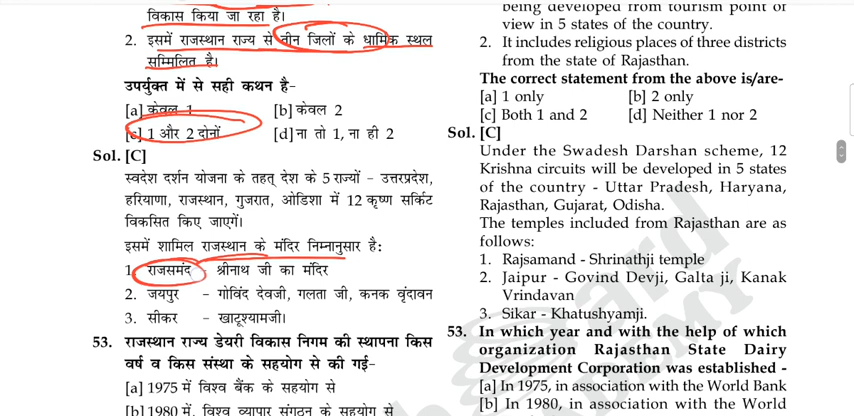 विकास किया जा रहा है।
2. इसमें राजस्थान राज्य से तीन जिलों के धार्मिक स्थल
सम्मिलित है।
उपर्युक्त में से सही कथन है-
[a] केवल 1 [b] केवल 2
[c] 1 और 2 दोनों [d] ना तो 1, ना ही 2
Sol. [C]
स्वदेश दर्शन योजना के तहत् देश के 5 राज्यों - उत्तरप्रदेश,
हरियाणा, राजस्थान, गुजरात, ओडिशा में 12 कृष्ण सर्किट
विकसित किए जाएगें।
इसमें शामिल राजस्थान के मंदिर निम्नानुसार है:
1. राजसमंद - श्रीनाथ जी का मंदिर
2. जयपुर - गोविंद देवजी, गलता जी, कनक वृंदावन
3. सीकर - खाटूश्यामजी।
53. राजस्थान राज्य डेयरी विकास निगम की स्थापना किस
वर्ष व किस संस्था के सहयोग से की गई-
[a] 1975 में विश्व बैंक के सहयोग से
[b] 1980 में, विश्व व्यापार संगठन के सहयोग से
being developed from tourism point of
view in 5 states of the country.
2. It includes religious places of three districts
from the state of Rajasthan.
The correct statement from the above is/are-
[a] 1 only [b] 2 only
[c] Both 1 and 2 [d] Neither 1 nor 2
Sol. [C]
Under the Swadesh Darshan scheme, 12
Krishna circuits will be developed in 5 states
of the country - Uttar Pradesh, Haryana,
Rajasthan, Gujarat, Odisha.
The temples included from Rajasthan are as
follows:
1. Rajsamand - Shrinathji temple
2. Jaipur - Govind Devji, Galta ji, Kanak
Vrindavan
3. Sikar - Khatushyamji.
53. In which year and with the help of which
organization Rajasthan State Dairy
Development Corporation was established -
[a] In 1975, in association with the World Bank
[b] In 1980, in association with the World